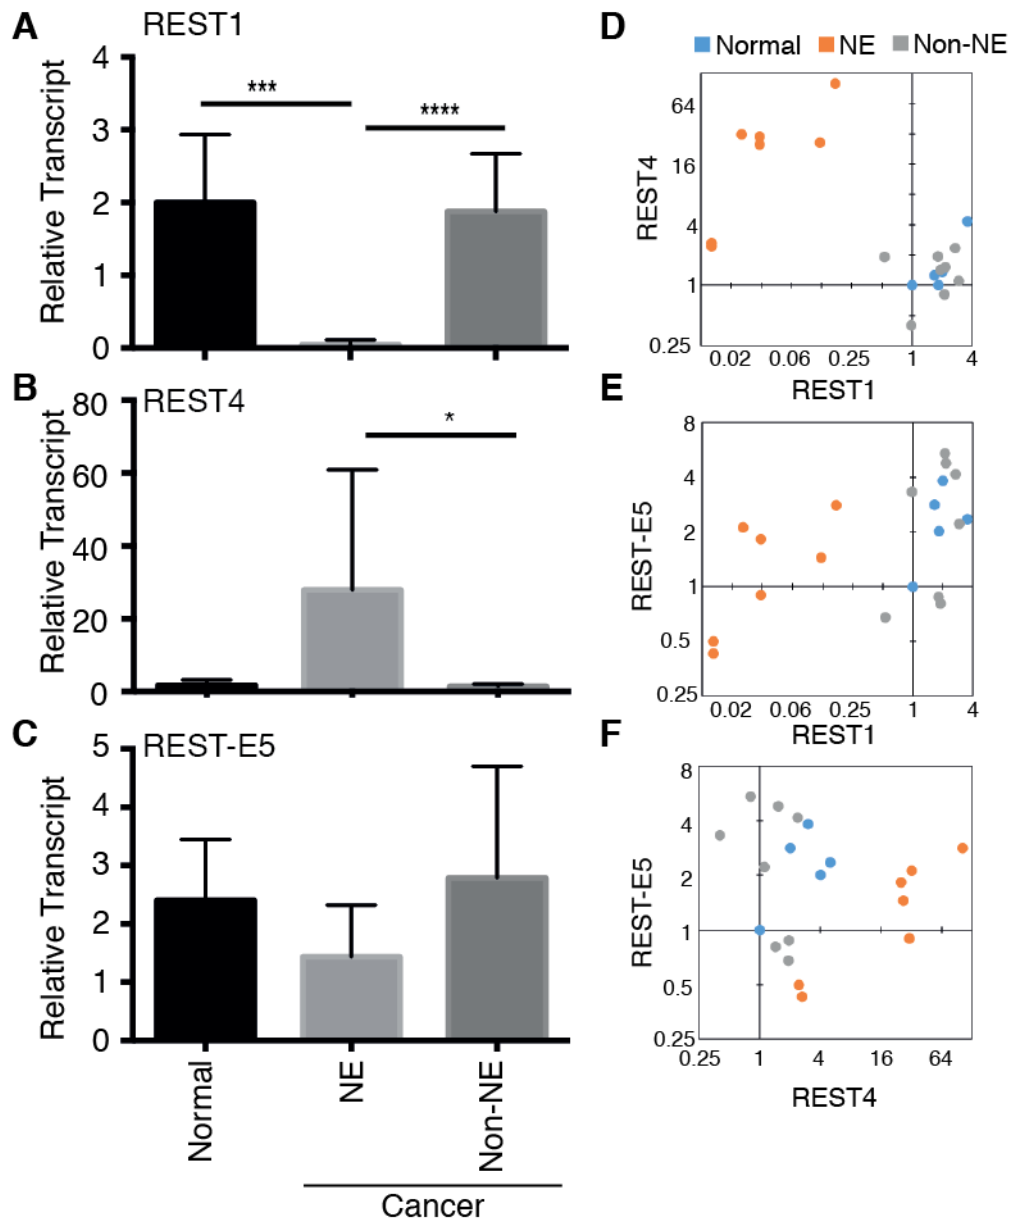 A REST1
4
3
2
1
0
Relative Transcript
***
****
B REST4
80
60
40
20
0
Relative Transcript
*
C REST-E5
5
4
3
2
1
0
Relative Transcript
Normal
NE
Non-NE
Cancer
D
Normal NE Non-NE
64
16
4
1
0.25
REST4
0.02 0.06 0.25 1 4
REST1
E
8
4
2
1
0.5
0.25
REST-E5
0.02 0.06 0.25 1 4
REST1
F
8
4
2
1
0.5
0.25
REST-E5
0.25 1 4 16 64
REST4